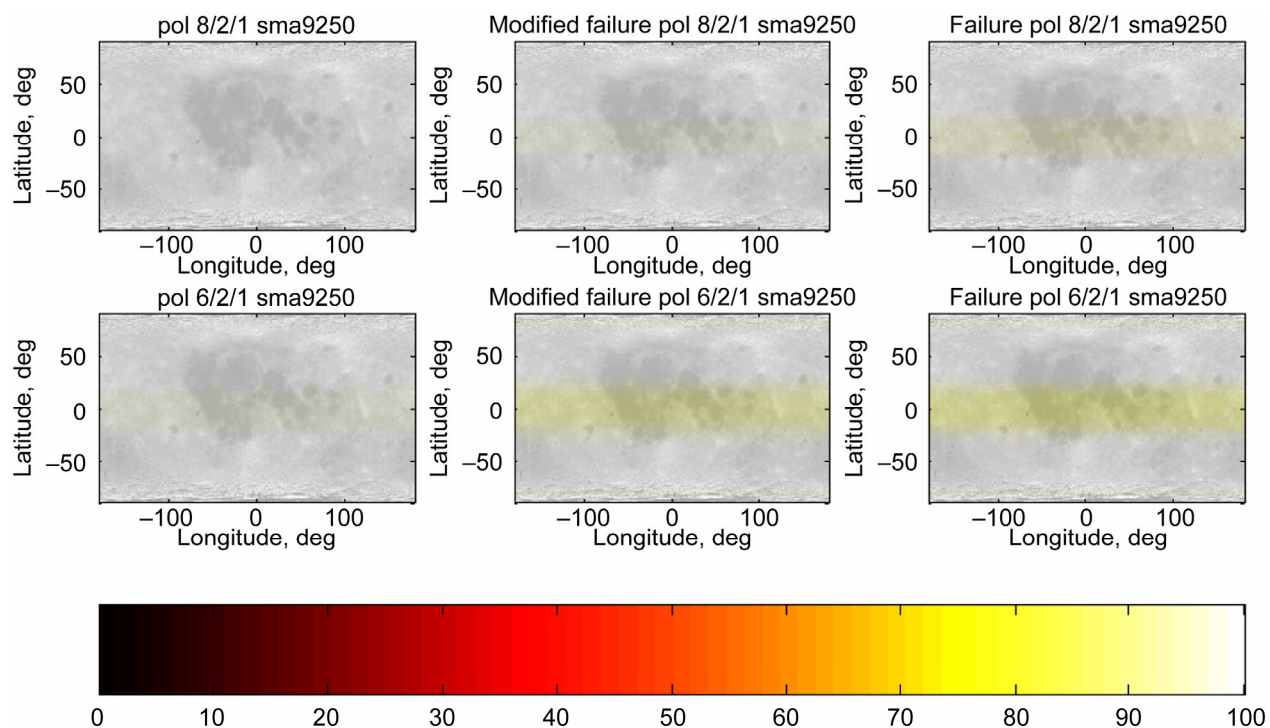 pol 8/2/1 sma9250
Modified failure pol 8/2/1 sma9250
Failure pol 8/2/1 sma9250
Latitude, deg
50
0
–50
Latitude, deg
50
0
–50
Latitude, deg
50
0
–50
–100 0 100
Longitude, deg
–100 0 100
Longitude, deg
–100 0 100
Longitude, deg
pol 6/2/1 sma9250
Modified failure pol 6/2/1 sma9250
Failure pol 6/2/1 sma9250
Latitude, deg
50
0
–50
Latitude, deg
50
0
–50
Latitude, deg
50
0
–50
–100 0 100
Longitude, deg
–100 0 100
Longitude, deg
–100 0 100
Longitude, deg
0 10 20 30 40 50 60 70 80 90 100